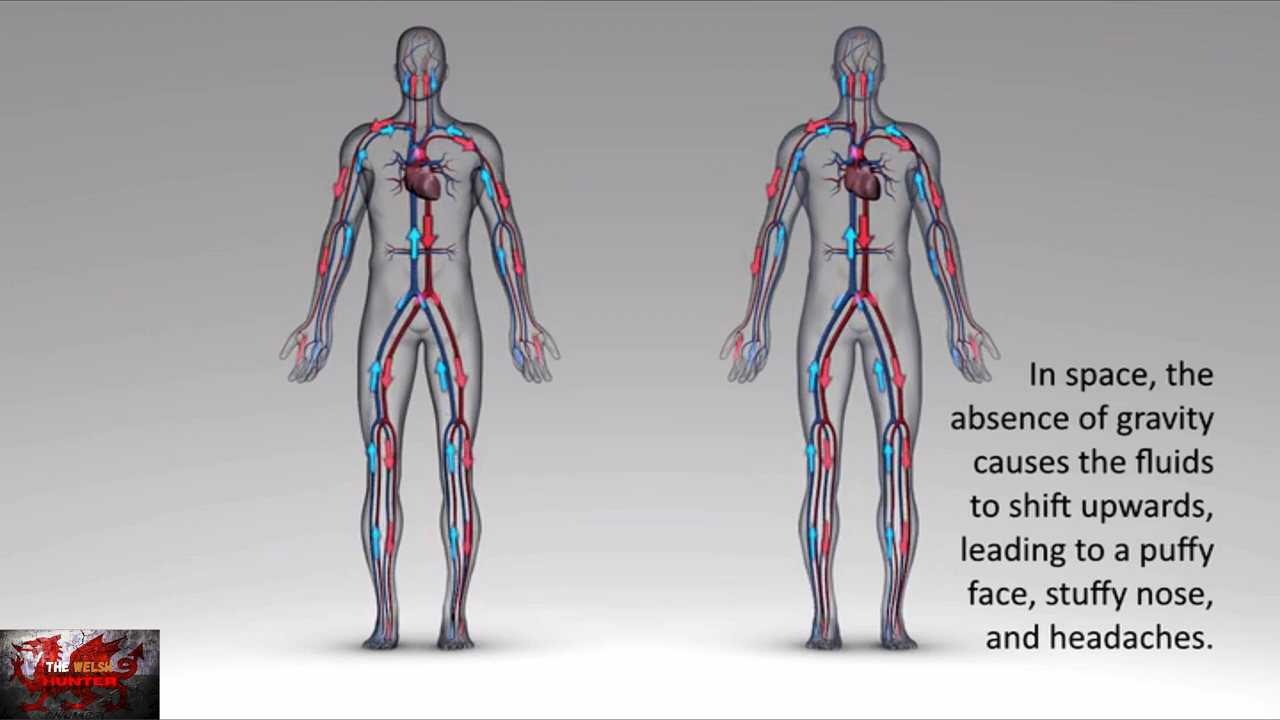 In space, the
absence of gravity
causes the fluids
to shift upwards,
leading to a puffy
face, stuffy nose,
and headaches.
THE WELSH
HUNTER